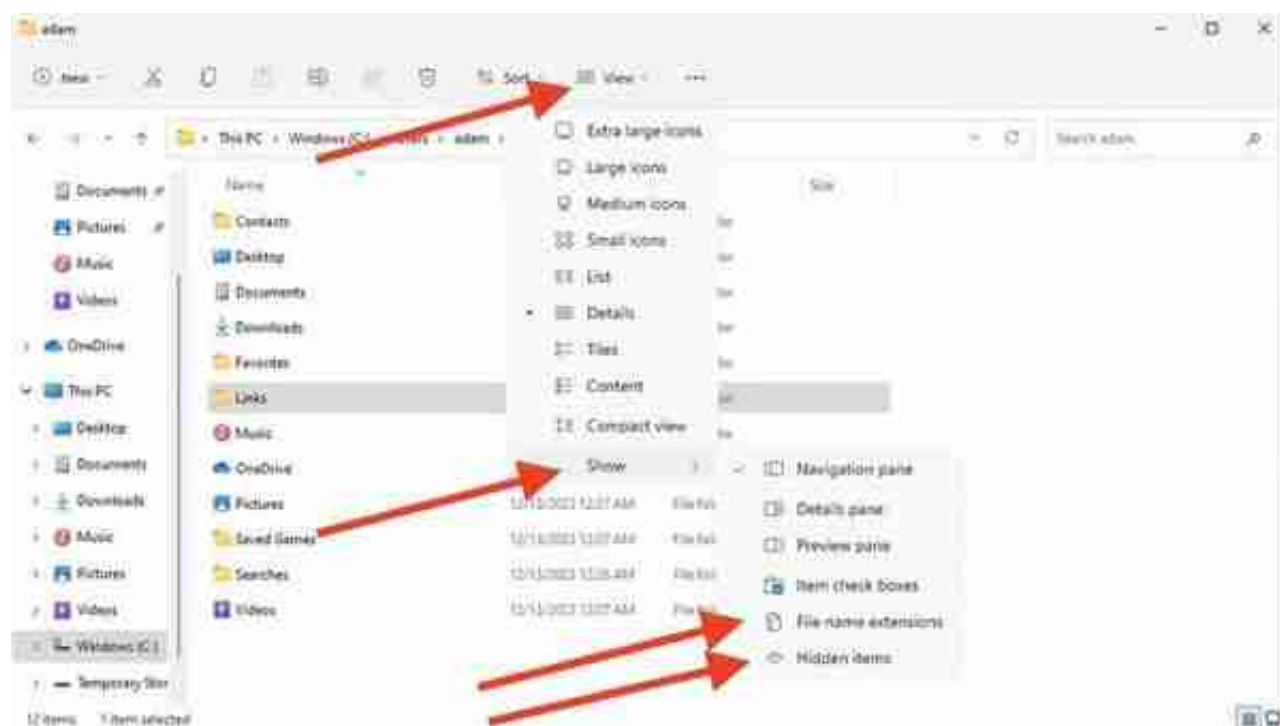 adam
New
Sort
View
This PC
Windows (C:)
adam
Search adam
Documents
Pictures
Music
Videos
OneDrive
This PC
Desktop
Documents
Downloads
Music
Pictures
Videos
Windows (C:)
Temporary Stor
Name
Size
Contacts
Desktop
Documents
Downloads
Favorites
Links
Music
OneDrive
Pictures
Saved Games
Searches
Videos
Extra large icons
Large icons
Medium icons
Small icons
List
Details
Tiles
Content
Compact view
Show
Navigation pane
Details pane
Preview pane
Item check boxes
File name extensions
Hidden items
12 items
1 item selected